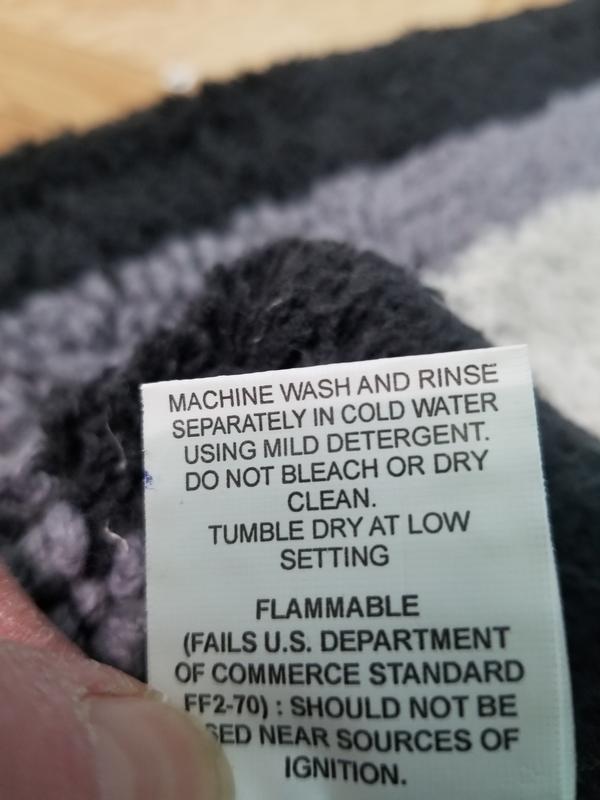 MACHINE WASH AND RINSE
SEPARATELY IN COLD WATER
USING MILD DETERGENT.
DO NOT BLEACH OR DRY
CLEAN.
TUMBLE DRY AT LOW
SETTING
FLAMMABLE
(FAILS U.S. DEPARTMENT
OF COMMERCE STANDARD
FF2-70) : SHOULD NOT BE
SED NEAR SOURCES OF
IGNITION.